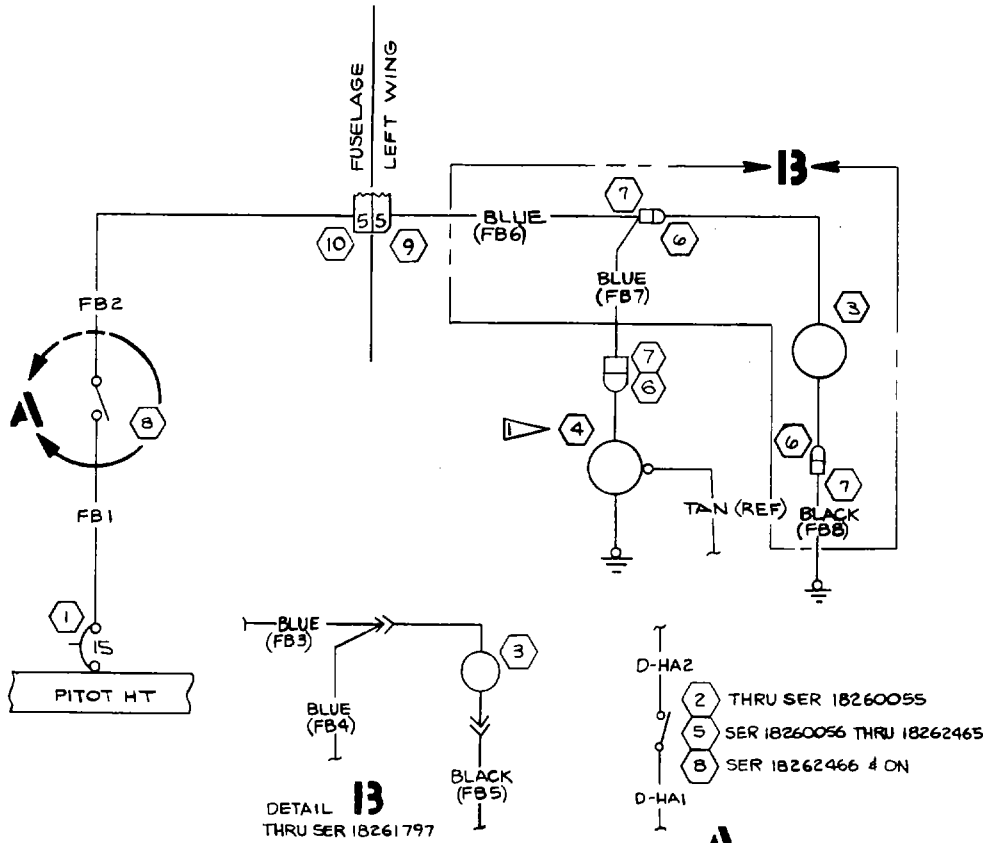 FUSELAGE
LEFT WING
B
7
5 5
BLUE
(FB6)
10
9
6
BLUE
(FB7)
FB2
3
7
6
A
8
1
4
6
7
FB1
TAN (REF)
BLACK
(FB8)
1
15
PITOT HT
BLUE
(FB3)
3
D-HA2
BLUE
(FB4)
2 THRU SER 18260055
5 SER 18260056 THRU 18262465
8 SER 18262466 & ON
BLACK
(FB5)
D-HA1
DETAIL B
THRU SER 18261797
A